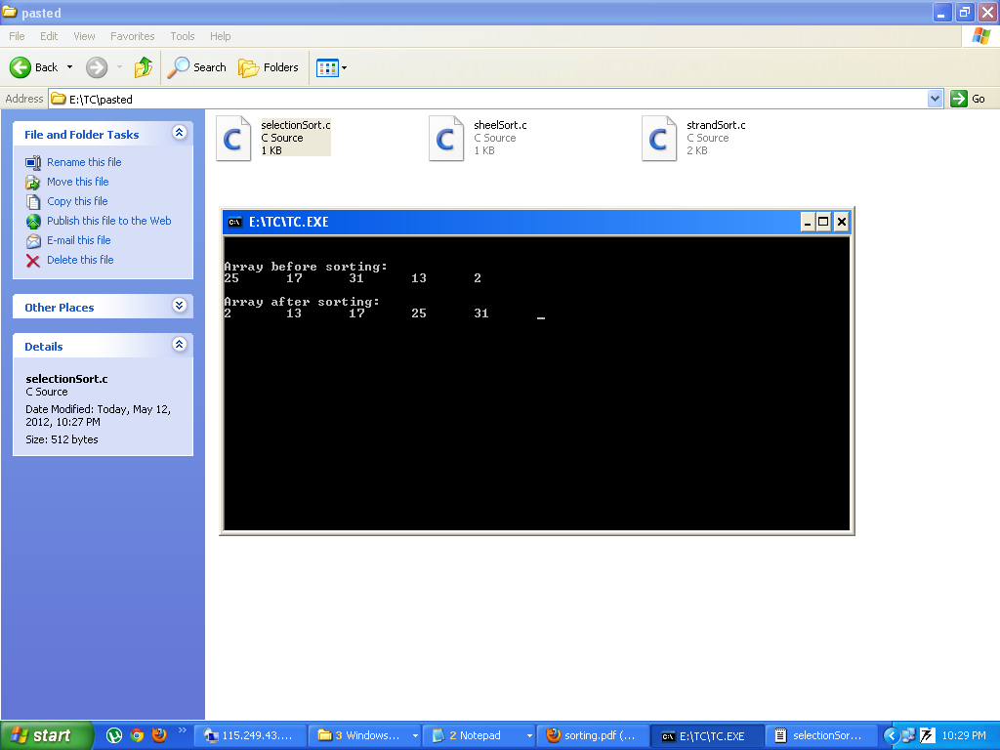 pasted
File Edit View Favorites Tools Help
Back Search Folders
Address E:\TC\pasted Go
File and Folder Tasks
Rename this file
Move this file
Copy this file
Publish this file to the Web
E-mail this file
Delete this file
Other Places
Details
selectionSort.c
C Source
Date Modified: Today, May 12,
2012, 10:27 PM
Size: 512 bytes
C
selectionSort.c
C Source
1 KB
C
sheelSort.c
C Source
1 KB
C
strandSort.c
C Source
2 KB
C:\ E:\TC\TC.EXE
Array before sorting:
25 17 31 13 2
Array after sorting:
2 13 17 25 31 _
start 115.249.43.... 3 Windows... 2 Notepad sorting.pdf (... C:\ E:\TC\TC.EXE selectionSor... 10:29 PM